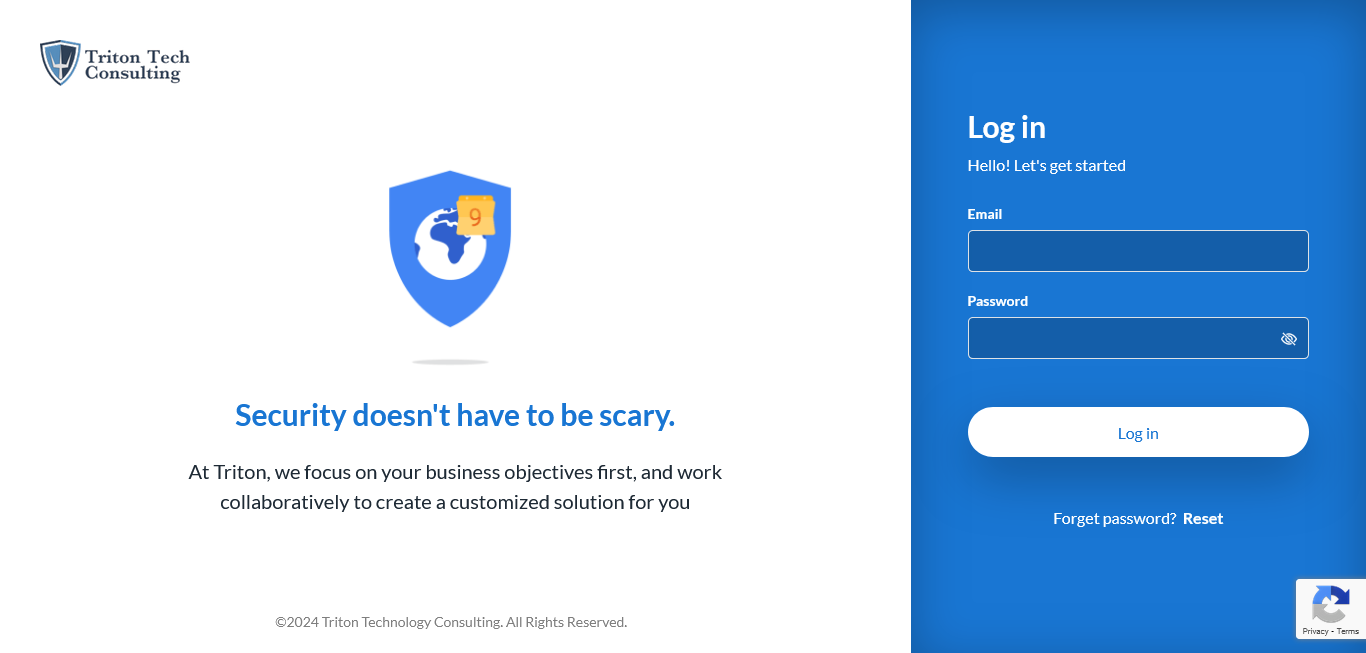 Triton Tech
Consulting
9
Security doesn't have to be scary.
At Triton, we focus on your business objectives first, and work
collaboratively to create a customized solution for you
©2024 Triton Technology Consulting. All Rights Reserved.
Log in
Hello! Let's get started
Email
Password
Log in
Forget password? Reset
Privacy - Terms